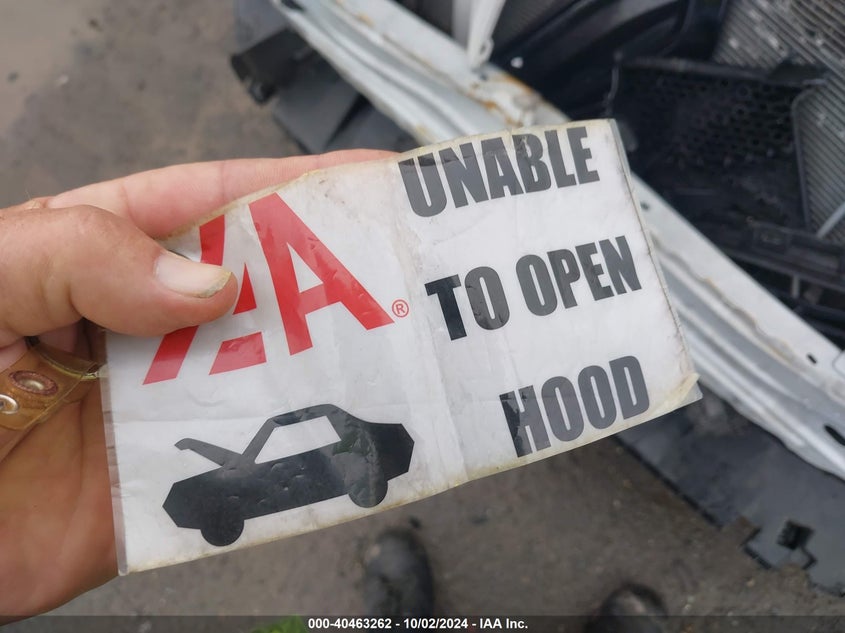 IAA®
UNABLE
TO OPEN
HOOD
000-40463262 - 10/02/2024 - IAA Inc.